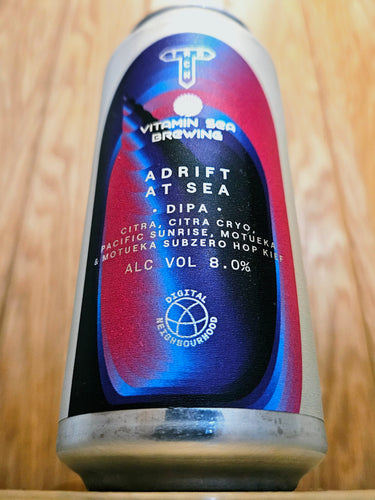 MCR
VITAMIN SEA
BREWING
ADRIFT
AT SEA
· DIPA ·
CITRA, CITRA CRYO,
PACIFIC SUNRISE, MOTUEKA
& MOTUEKA SUBZERO HOP KIEF
ALC VOL 8.0%
DIGITAL
NEIGHBOURHOOD